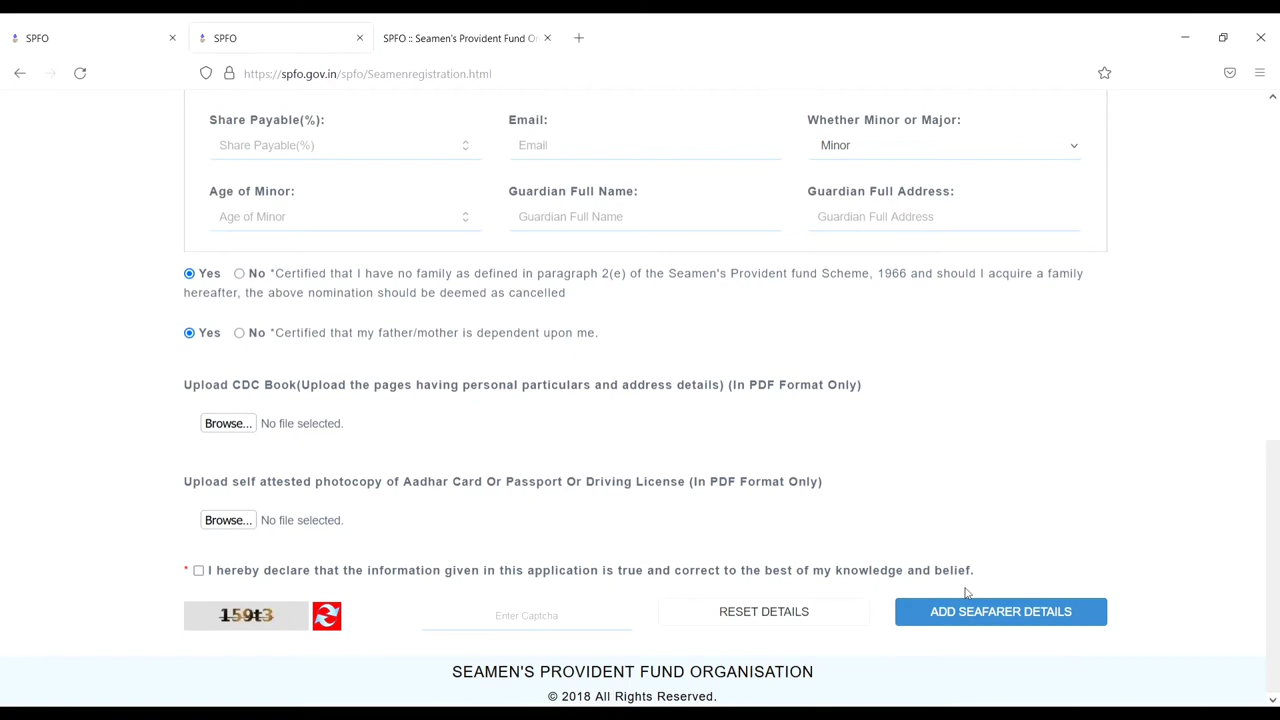 SPFO
SPFO
SPFO :: Seamen's Provident Fund Or
https://spfo.gov.in/spfo/Seamenregistration.html
Share Payable(%): Email: Whether Minor or Major:
Share Payable(%) Email Minor
Age of Minor: Guardian Full Name: Guardian Full Address:
Age of Minor Guardian Full Name Guardian Full Address
Yes No *Certified that I have no family as defined in paragraph 2(e) of the Seamen's Provident fund Scheme, 1966 and should I acquire a family
hereafter, the above nomination should be deemed as cancelled
Yes No *Certified that my father/mother is dependent upon me.
Upload CDC Book(Upload the pages having personal particulars and address details) (In PDF Format Only)
Browse... No file selected.
Upload self attested photocopy of Aadhar Card Or Passport Or Driving License (In PDF Format Only)
Browse... No file selected.
* I hereby declare that the information given in this application is true and correct to the best of my knowledge and belief.
159t3 Enter Captcha RESET DETAILS ADD SEAFARER DETAILS
SEAMEN'S PROVIDENT FUND ORGANISATION
© 2018 All Rights Reserved.